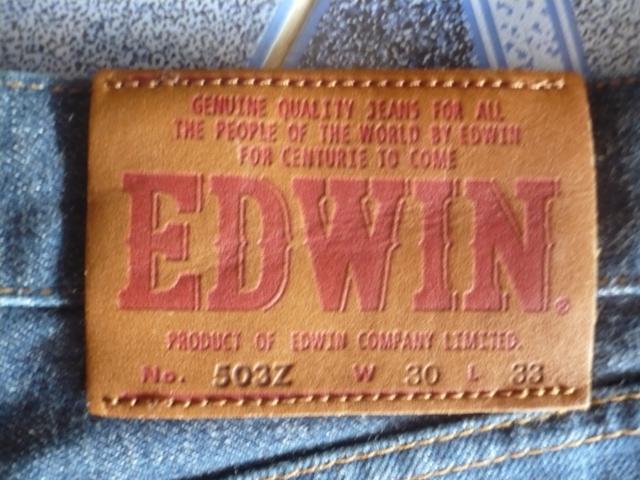 GENUINE QUALITY JEANS FOR ALL
THE PEOPLE OF THE WORLD BY EDWIN
FOR CENTURIE TO COME
EDWIN®
PRODUCT OF EDWIN COMPANY LIMITED.
No. 503Z W 30 L 33